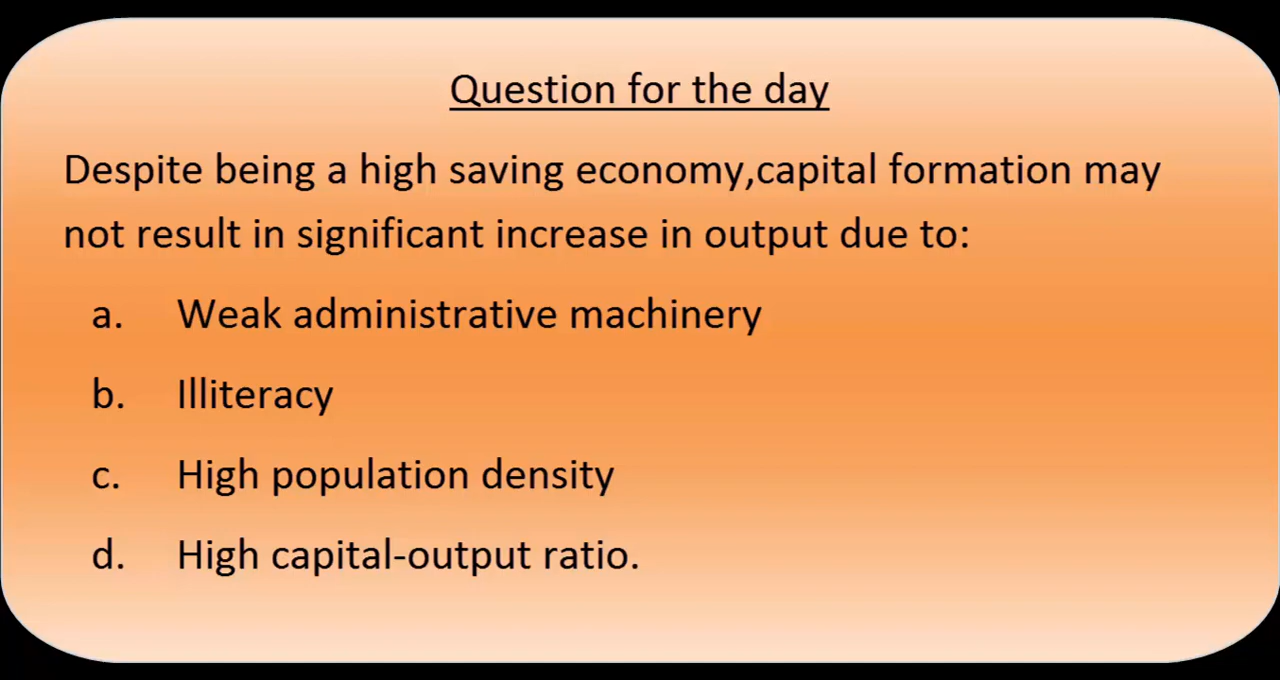 Question for the day
Despite being a high saving economy,capital formation may
not result in significant increase in output due to:
a. Weak administrative machinery
b. Illiteracy
c. High population density
d. High capital-output ratio.